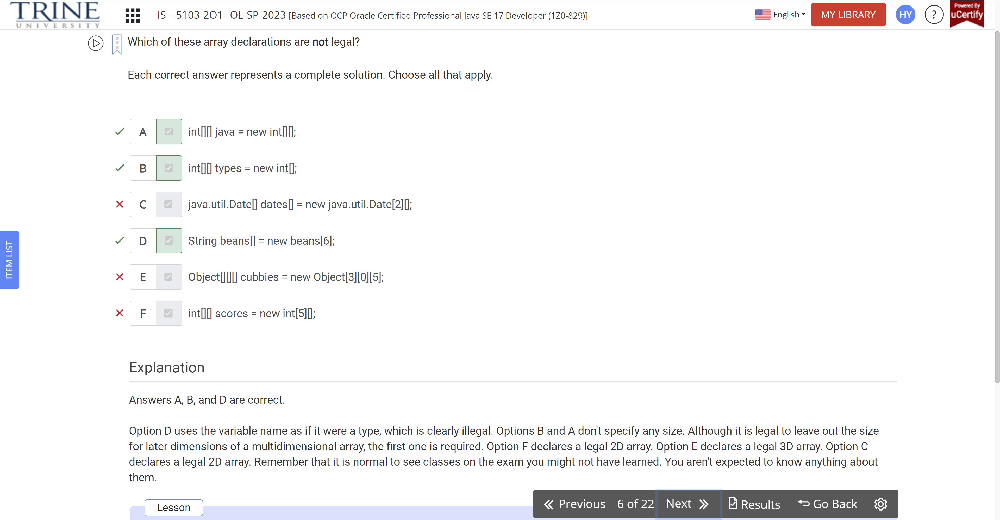 TRINE
UNIVERSITY
IS---5103-2O1--OL-SP-2023 [Based on OCP Oracle Certified Professional Java SE 17 Developer (1Z0-829)]
English
MY LIBRARY
HY
?
Powered By
uCertify
Which of these array declarations are not legal?
Each correct answer represents a complete solution. Choose all that apply.
A int[][] java = new int[][];
B int[][] types = new int[];
C java.util.Date[] dates[] = new java.util.Date[2][];
D String beans[] = new beans[6];
E Object[][][] cubbies = new Object[3][0][5];
F int[][] scores = new int[5][];
ITEM LIST
Explanation
Answers A, B, and D are correct.
Option D uses the variable name as if it were a type, which is clearly illegal. Options B and A don't specify any size. Although it is legal to leave out the size
for later dimensions of a multidimensional array, the first one is required. Option F declares a legal 2D array. Option E declares a legal 3D array. Option C
declares a legal 2D array. Remember that it is normal to see classes on the exam you might not have learned. You aren't expected to know anything about
them.
Lesson
Previous 6 of 22 Next Results Go Back